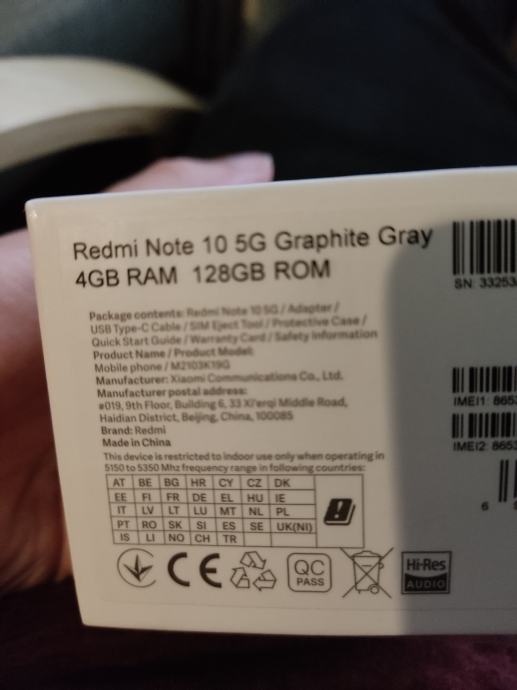 Redmi Note 10 5G Graphite Gray
4GB RAM 128GB ROM
SN: 33253
Package contents: Redmi Note 10 5G / Adapter /
USB Type-C Cable / SIM Eject Tool / Protective Case /
Quick Start Guide / Warranty Card / Safety Information
Product Name / Product Model:
Mobile phone / M2103K19G
Manufacturer: Xiaomi Communications Co., Ltd.
Manufacturer postal address:
#019, 9th Floor, Building 6, 33 Xi'erqi Middle Road,
Haidian District, Beijing, China, 100085
Brand: Redmi
Made in China
IMEI1: 8653
IMEI2: 8653
This device is restricted to indoor use only when operating in
5150 to 5350 Mhz frequency range in following countries:
AT BE BG HR CY CZ DK
EE FI FR DE EL HU IE
IT LV LT LU MT NL PL
PT RO SK SI ES SE UK(NI)
IS LI NO CH TR
6
CE
QC
PASS
Hi-Res
AUDIO